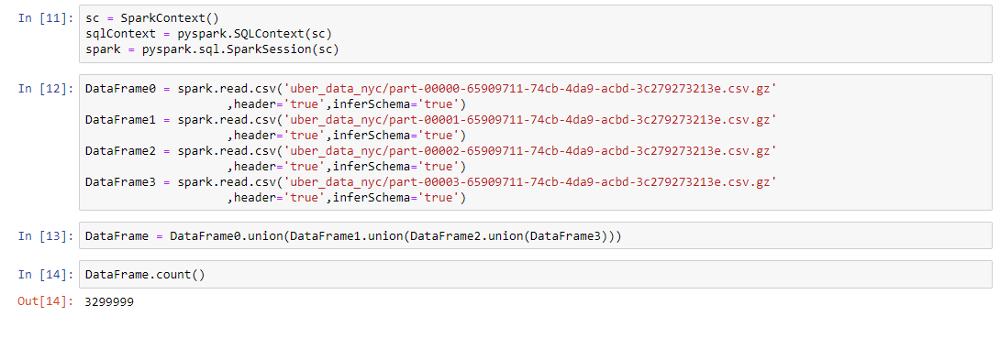 In [11]: sc = SparkContext()
sqlContext = pyspark.SQLContext(sc)
spark = pyspark.sql.SparkSession(sc)
In [12]: DataFrame0 = spark.read.csv('uber_data_nyc/part-00000-65909711-74cb-4da9-acbd-3c279273213e.csv.gz'
,header='true',inferSchema='true')
DataFrame1 = spark.read.csv('uber_data_nyc/part-00001-65909711-74cb-4da9-acbd-3c279273213e.csv.gz'
,header='true',inferSchema='true')
DataFrame2 = spark.read.csv('uber_data_nyc/part-00002-65909711-74cb-4da9-acbd-3c279273213e.csv.gz'
,header='true',inferSchema='true')
DataFrame3 = spark.read.csv('uber_data_nyc/part-00003-65909711-74cb-4da9-acbd-3c279273213e.csv.gz'
,header='true',inferSchema='true')
In [13]: DataFrame = DataFrame0.union(DataFrame1.union(DataFrame2.union(DataFrame3)))
In [14]: DataFrame.count()
Out[14]: 3299999